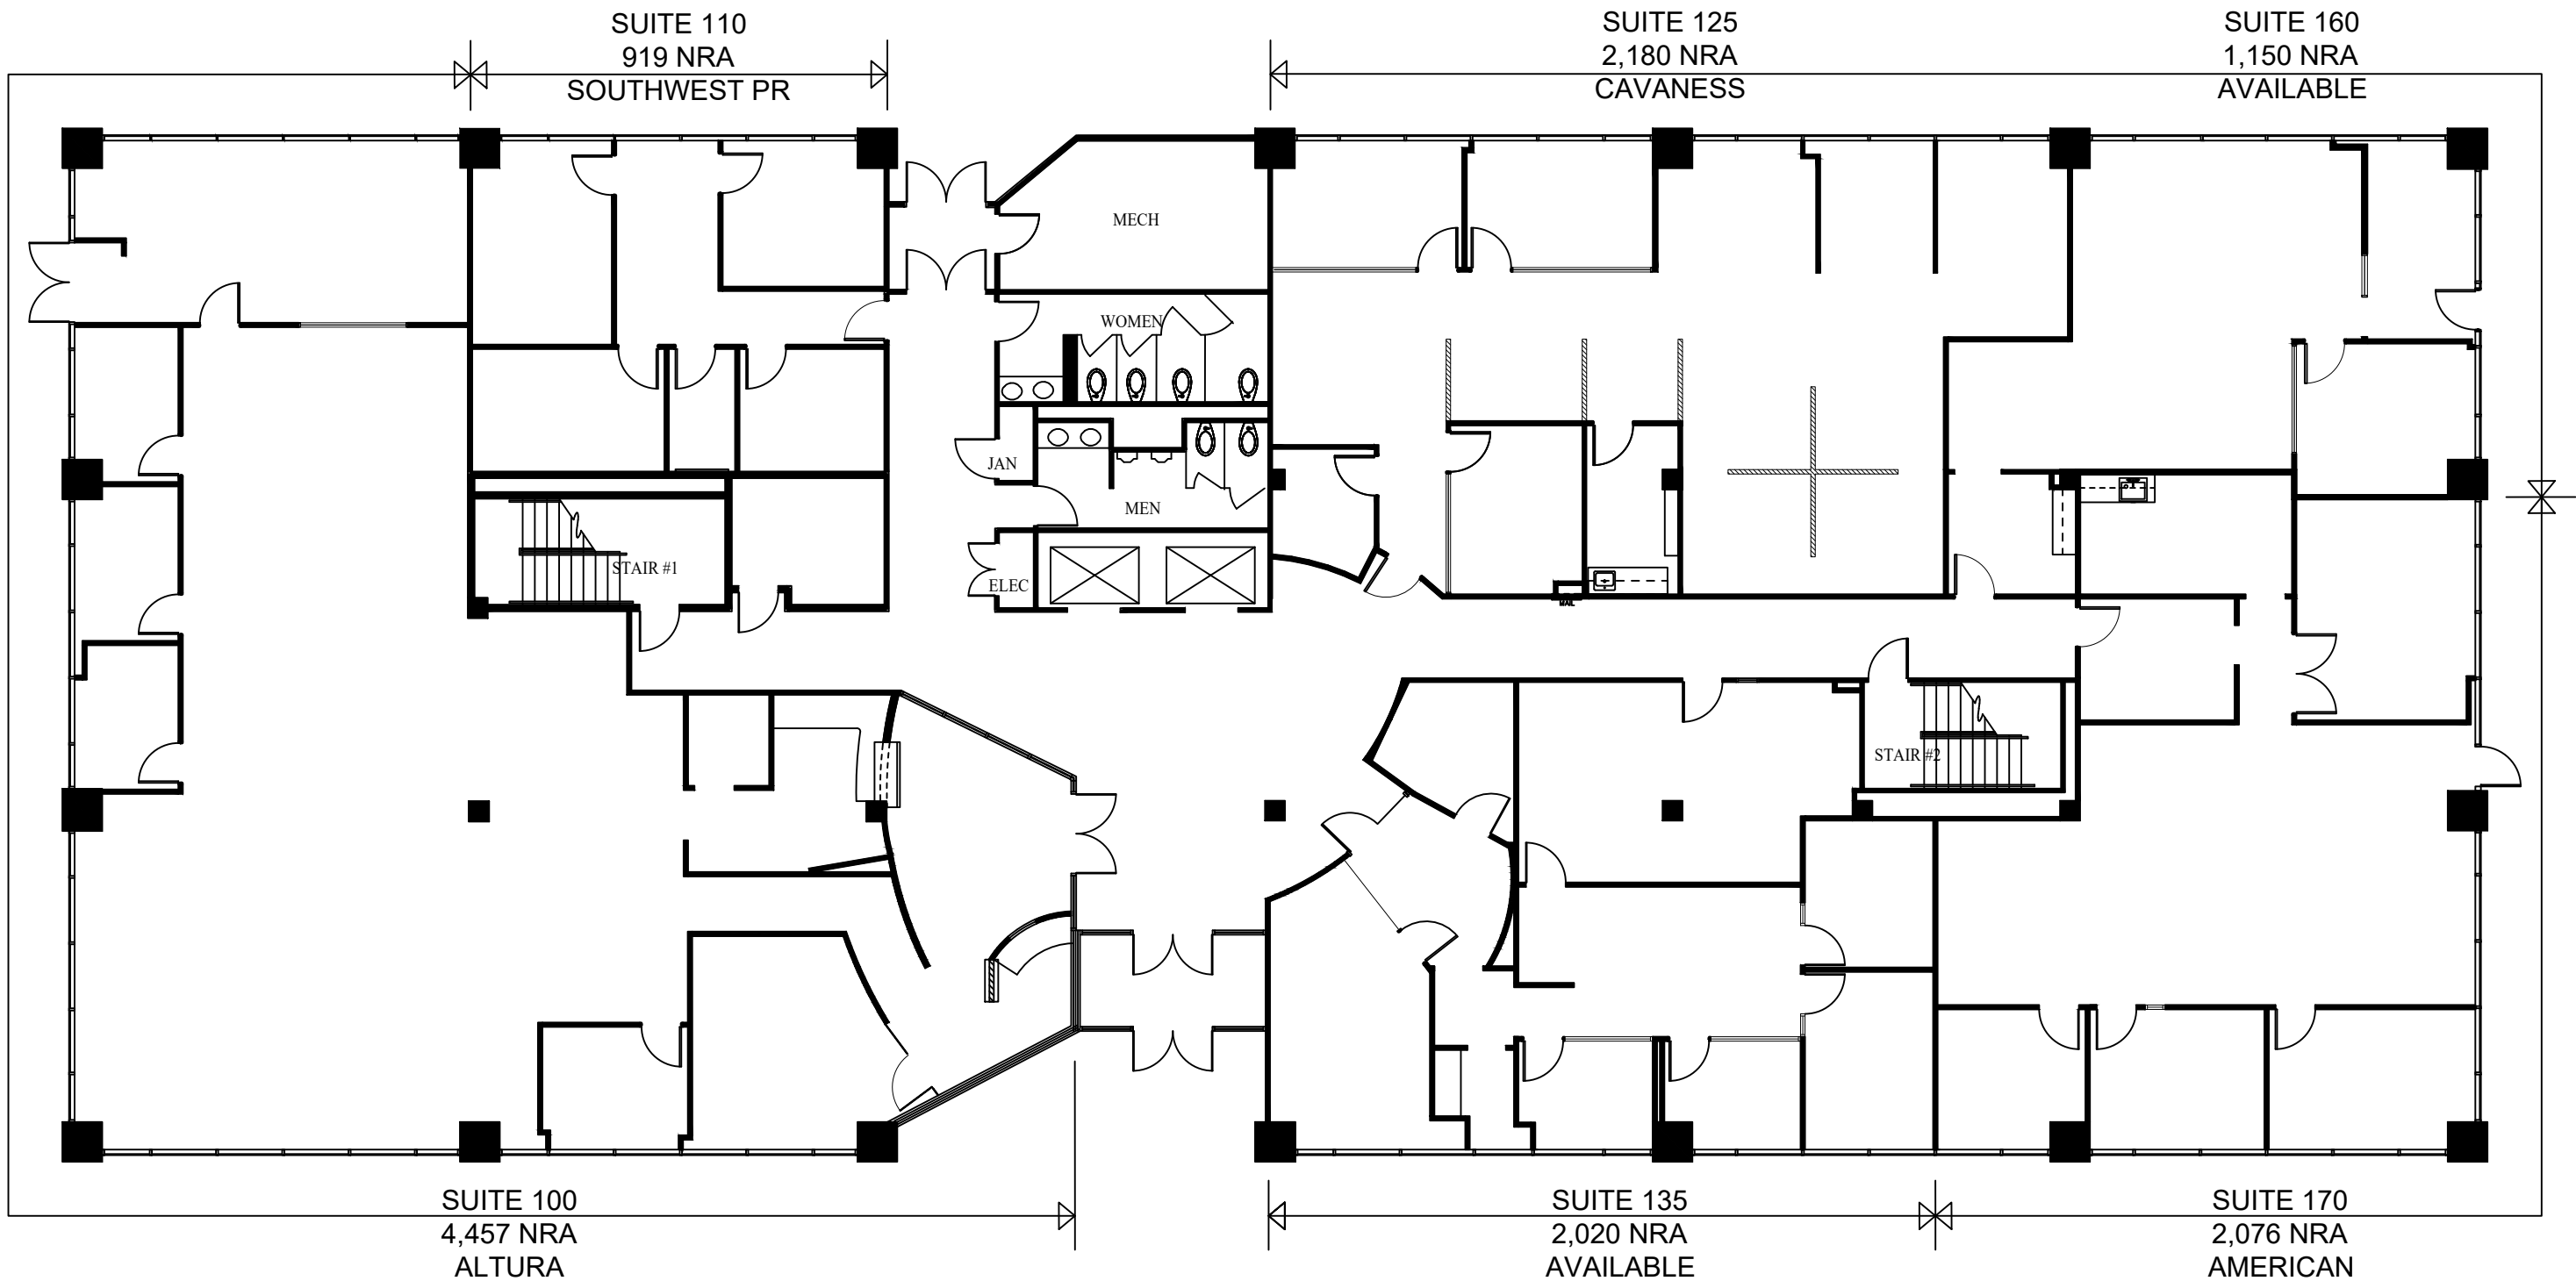 SUITE 110
919 NRA
SOUTHWEST PR
SUITE 125
2,180 NRA
CAVANESS
SUITE 160
1,150 NRA
AVAILABLE
MECH
WOMEN
JAN
MEN
STAIR #1
ELEC
MAIL
STAIR #2
SUITE 100
4,457 NRA
ALTURA
SUITE 135
2,020 NRA
AVAILABLE
SUITE 170
2,076 NRA
AMERICAN